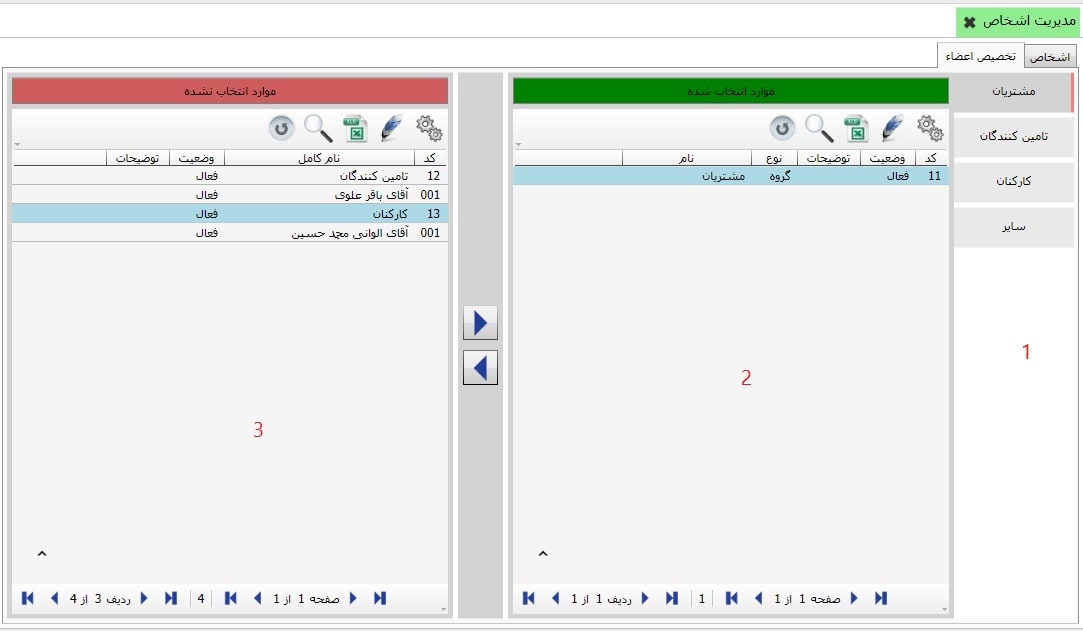 مدیریت اشخاص
اشخاص
تخصیص اعضاء
مشتریان
تامین کنندگان
کارکنان
سایر
1
موارد انتخاب شده
کد وضعیت توضیحات نوع نام
11 فعال گروه مشتریان
2
صفحه 1 از 1
1
ردیف 1 از 1
موارد انتخاب نشده
کد نام کامل وضعیت توضیحات
12 تامین کنندگان فعال
001 آقای باقر علوی فعال
13 کارکنان فعال
001 آقای الوانی محمد حسین فعال
3
صفحه 1 از 1
4
ردیف 3 از 4